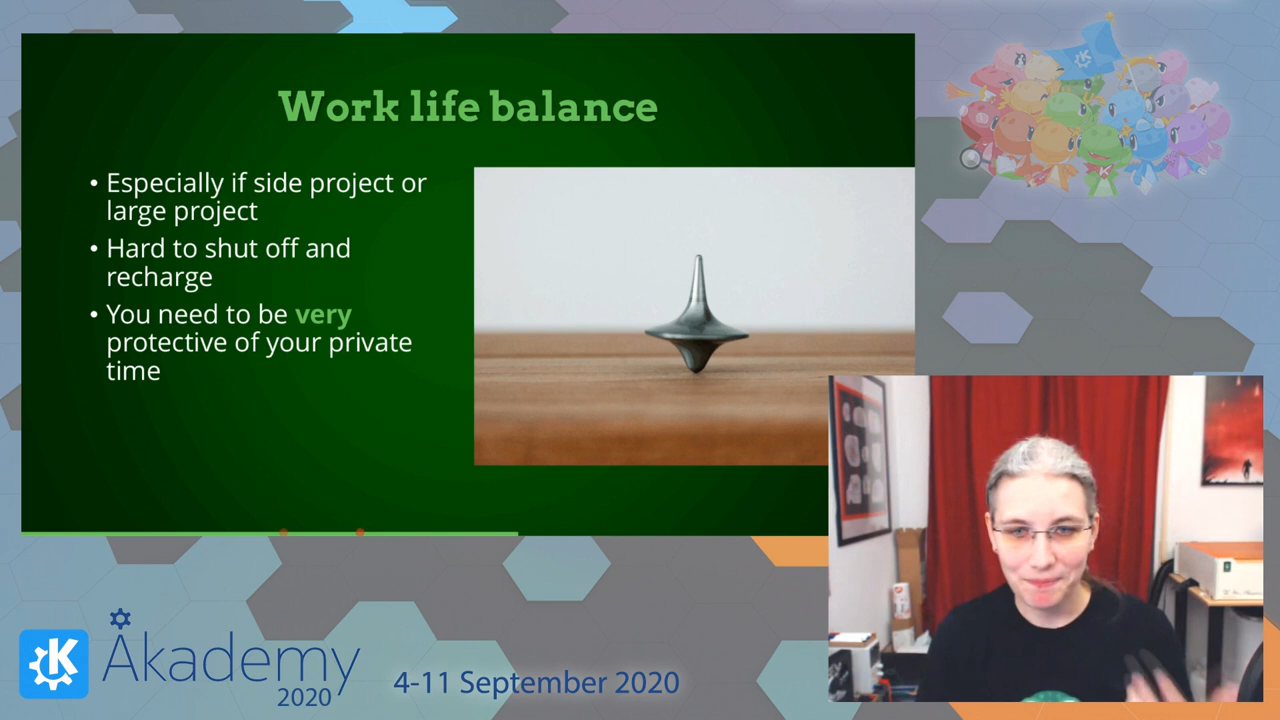 Work life balance
• Especially if side project or
large project
• Hard to shut off and
recharge
• You need to be very
protective of your private
time
Akademy
2020
4-11 September 2020